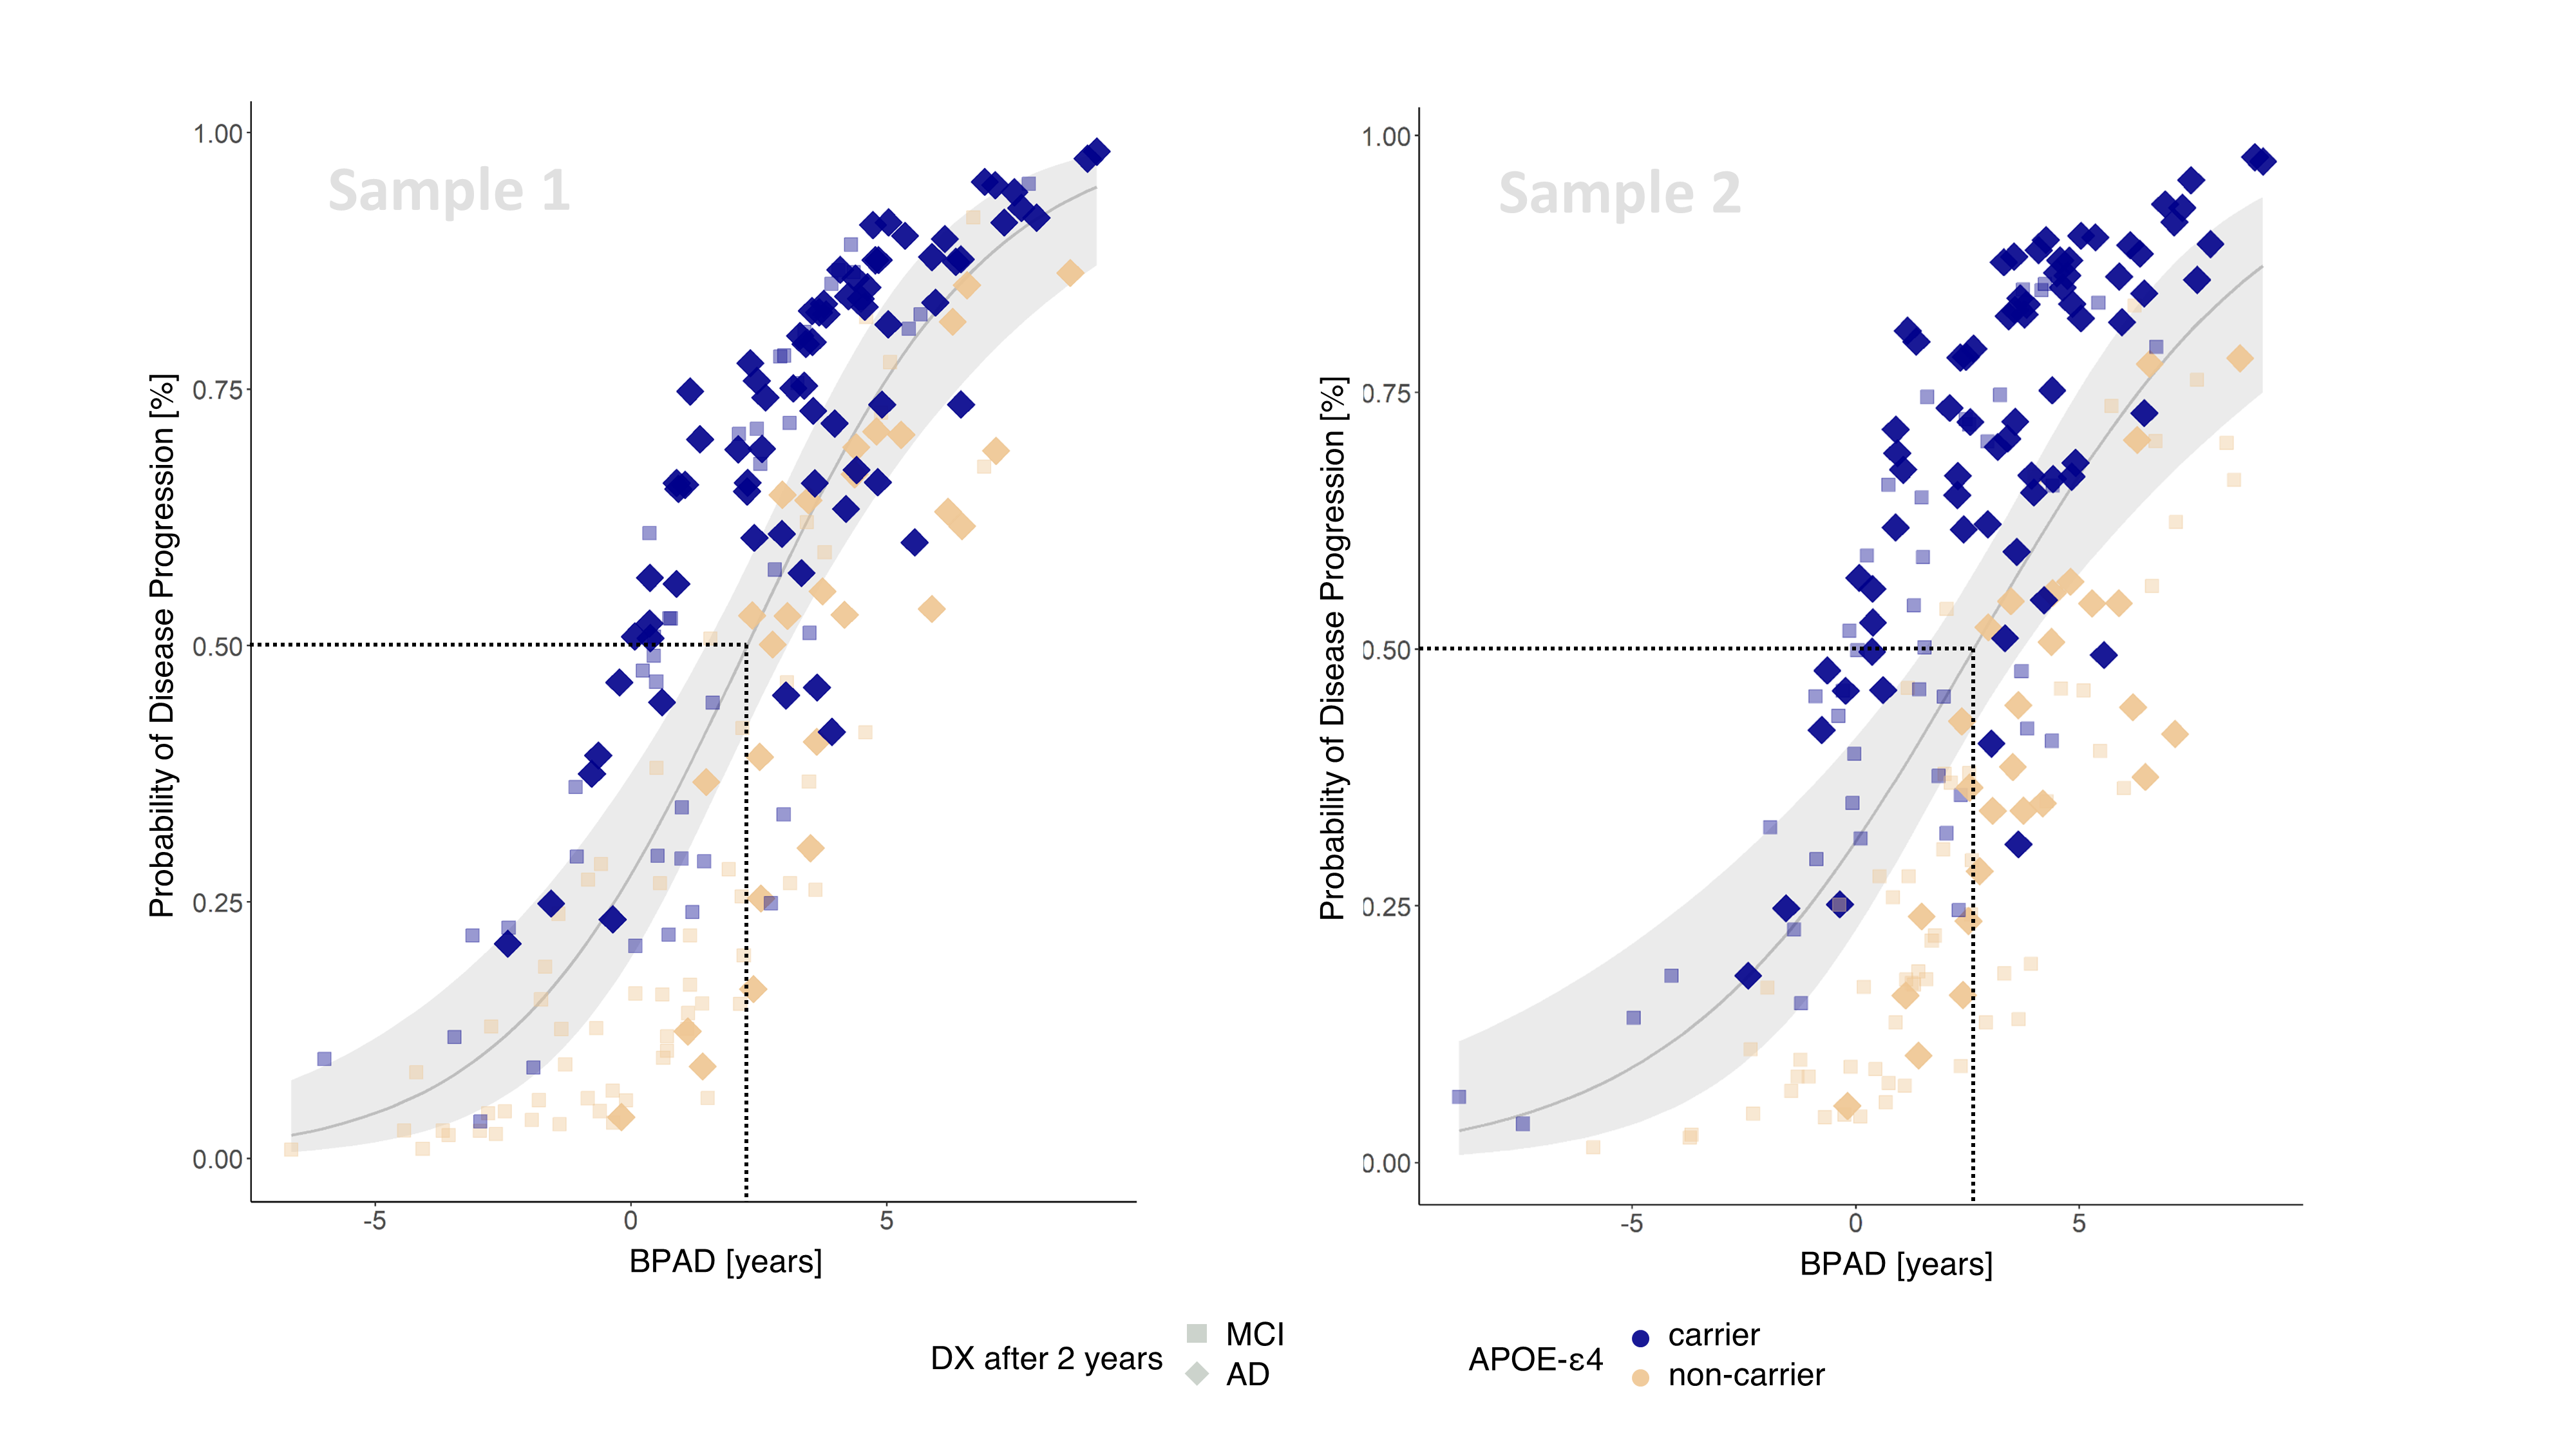 Sample 1
Probability of Disease Progression [%]
1.00
0.75
0.50
0.25
0.00
-5
0
5
BPAD [years]
Sample 2
Probability of Disease Progression [%]
1.00
0.75
0.50
0.25
0.00
-5
0
5
BPAD [years]
DX after 2 years
MCI
AD
APOE-ε4
carrier
non-carrier